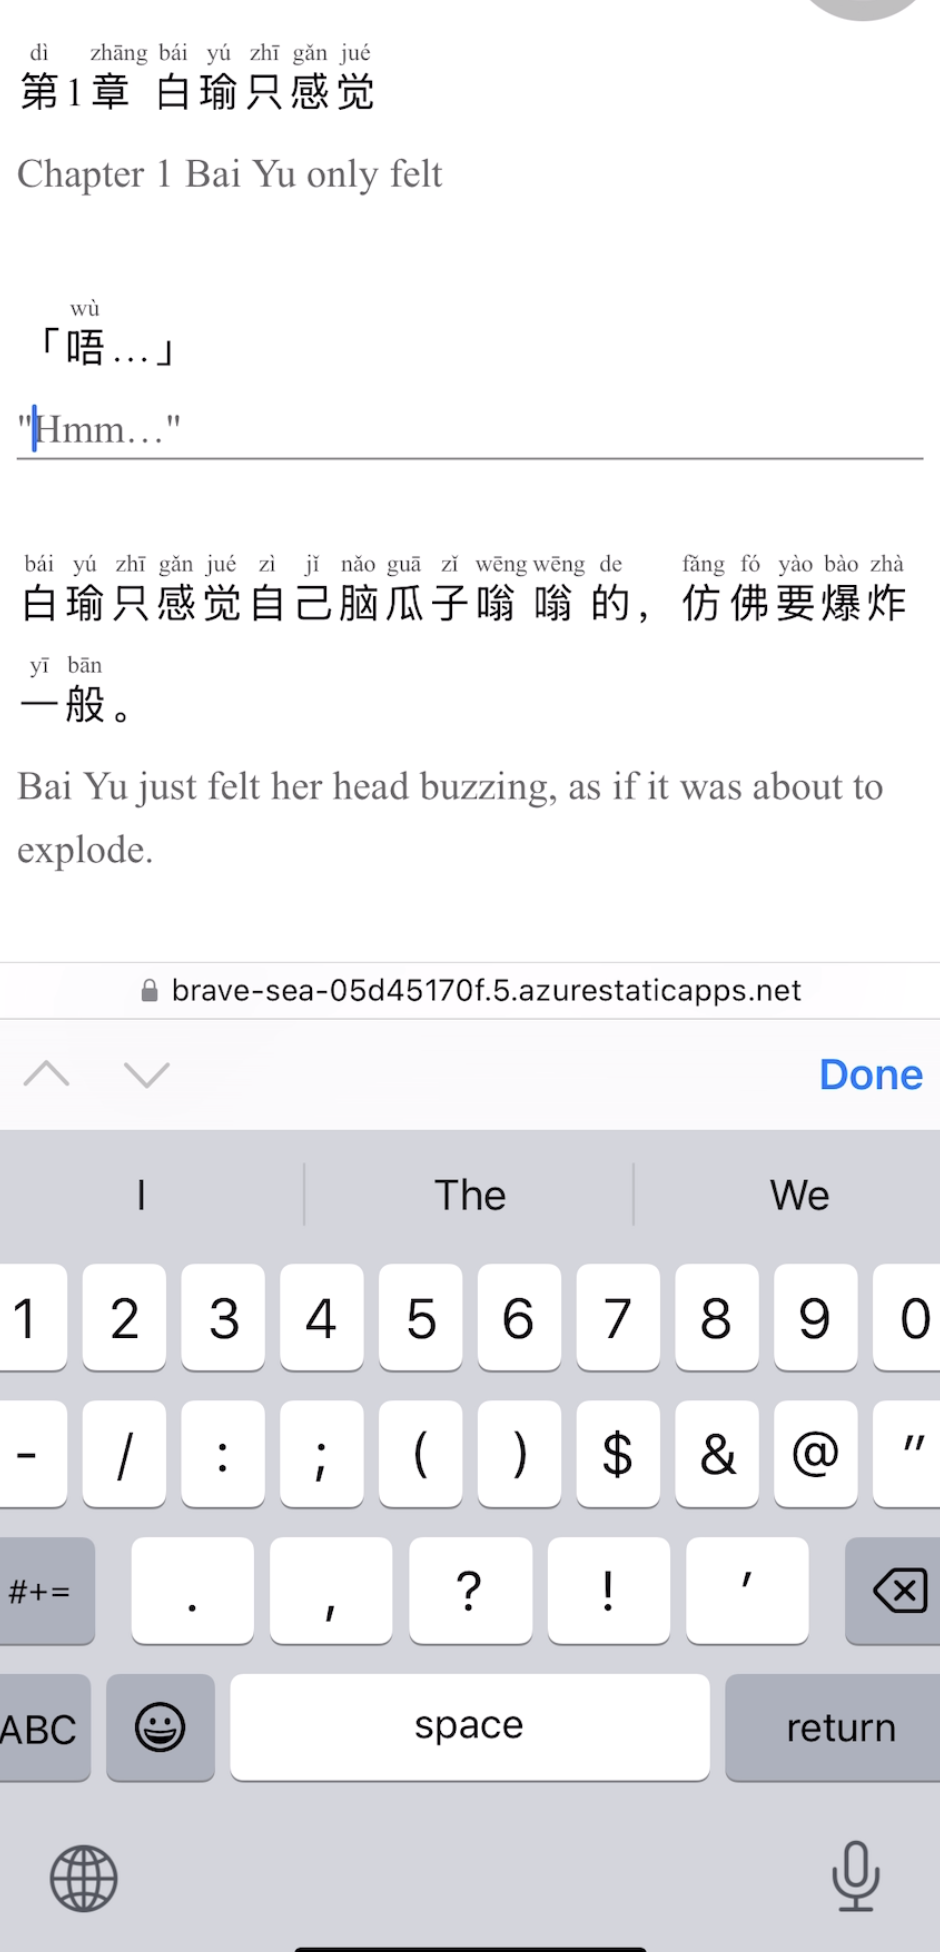 dì zhāng bái yú zhī gǎn jué
第1章 白瑜只感觉
Chapter 1 Bai Yu only felt
wù
「唔…」
"Hmm…"
bái yú zhī gǎn jué zì jǐ nǎo guā zǐ wēng wēng de fǎng fó yào bào zhà
白瑜只感觉自己脑瓜子嗡嗡的，仿佛要爆炸
yī bān
一般。
Bai Yu just felt her head buzzing, as if it was about to
explode.
brave-sea-05d45170f.5.azurestaticapps.net
Done
I The We
1 2 3 4 5 6 7 8 9 0
- / : ; ( ) $ & @ "
#+= . , ? ! '
ABC space return